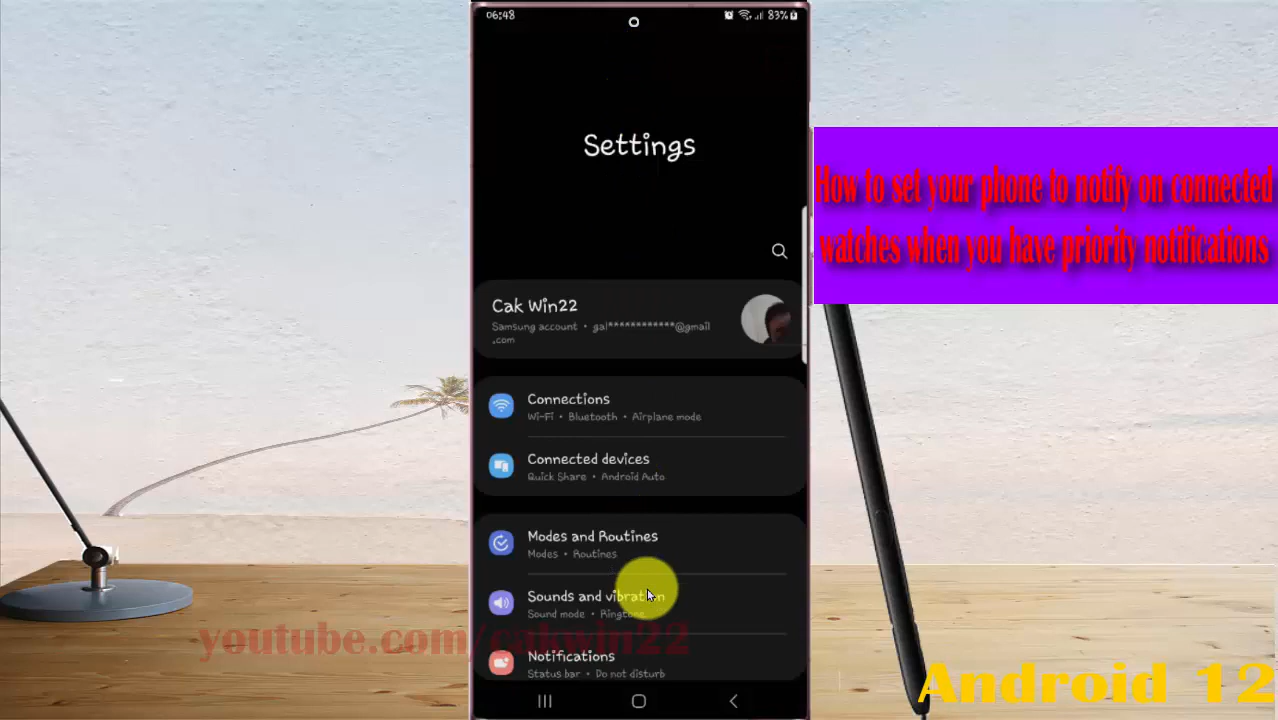 06:48
83%
Settings
Cak Win22
Samsung account • gal************@gmail
.com
Connections
Wi-Fi • Bluetooth • Airplane mode
Connected devices
Quick Share • Android Auto
Modes and Routines
Modes • Routines
Sounds and vibration
Sound mode • Ringtone
Notifications
Status bar • Do not disturb
How to set your phone to notify on connected
watches when you have priority notifications
youtube.com/cakwin22
Android 12